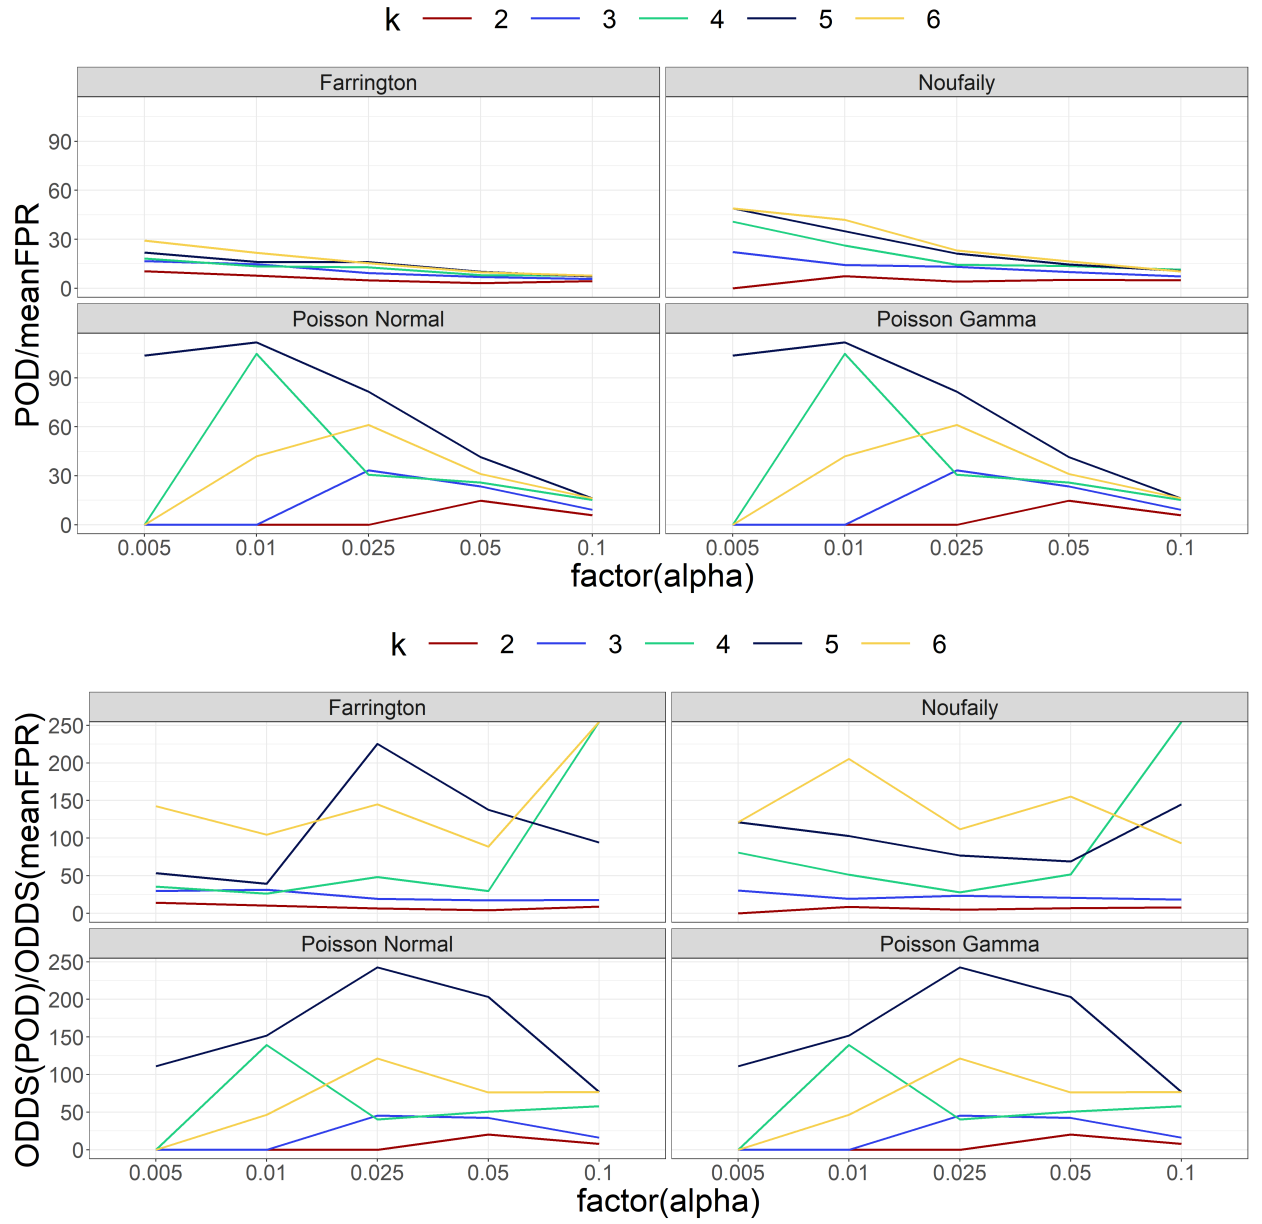 k 2 3 4 5 6
Farrington Noufaily
90
60
30
0
Poisson Normal Poisson Gamma
90
60
30
0
POD/meanFPR
0.005 0.01 0.025 0.05 0.1 0.005 0.01 0.025 0.05 0.1
factor(alpha)
k 2 3 4 5 6
Farrington Noufaily
250
200
150
100
50
0
Poisson Normal Poisson Gamma
250
200
150
100
50
0
ODDS(POD)/ODDS(meanFPR)
0.005 0.01 0.025 0.05 0.1 0.005 0.01 0.025 0.05 0.1
factor(alpha)